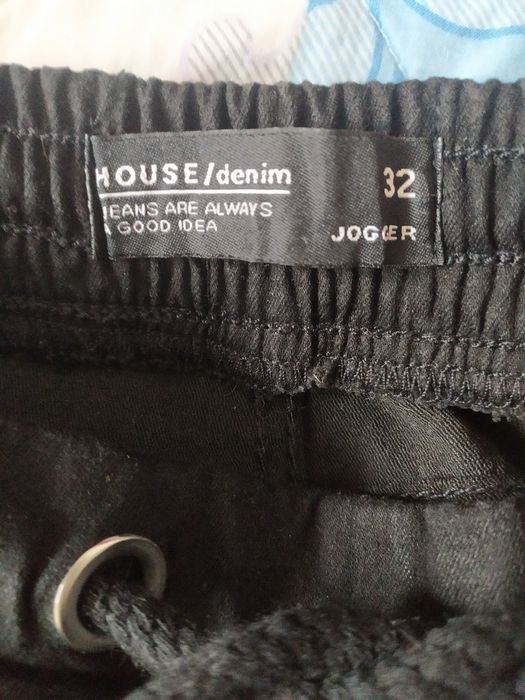 HOUSE/denim
32
JEANS ARE ALWAYS
A GOOD IDEA
JOGGER